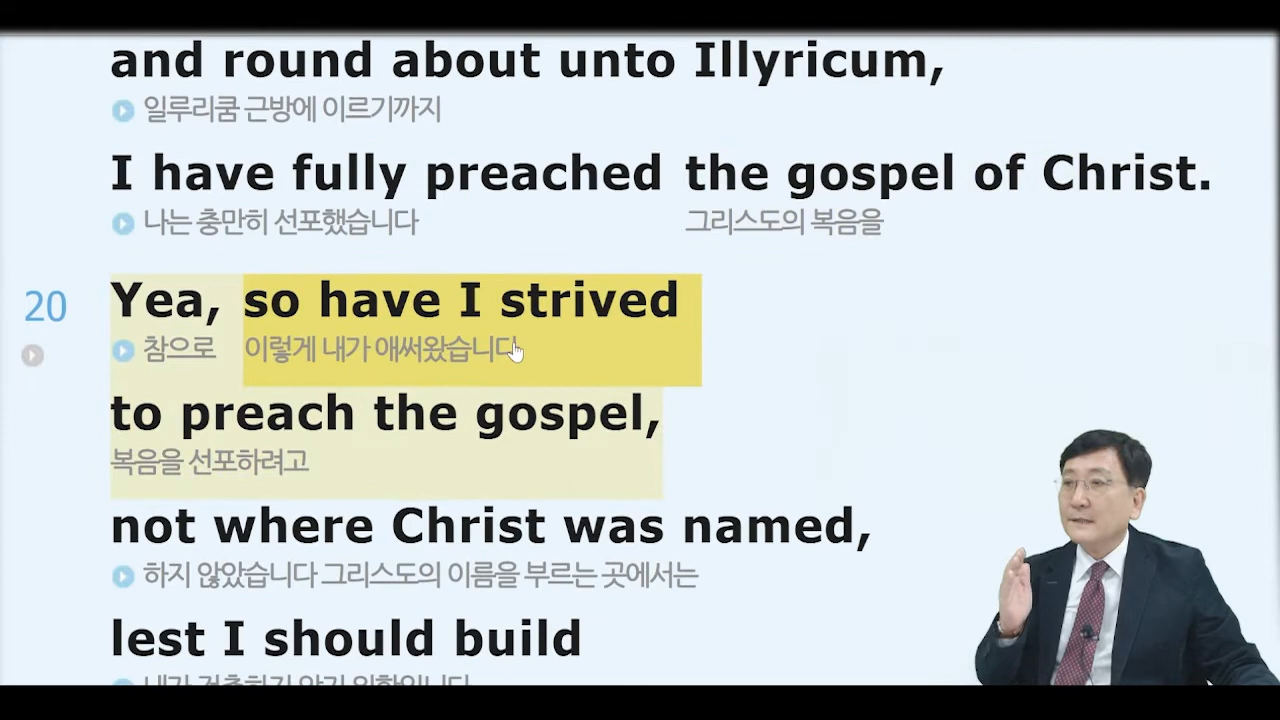 and round about unto Illyricum,
일루리쿰 근방에 이르기까지
I have fully preached the gospel of Christ.
나는 충만히 선포했습니다 그리스도의 복음을
20 Yea, so have I strived
참으로 이렇게 내가 애써왔습니다
to preach the gospel,
복음을 선포하려고
not where Christ was named,
하지 않았습니다 그리스도의 이름을 부르는 곳에서는
lest I should build